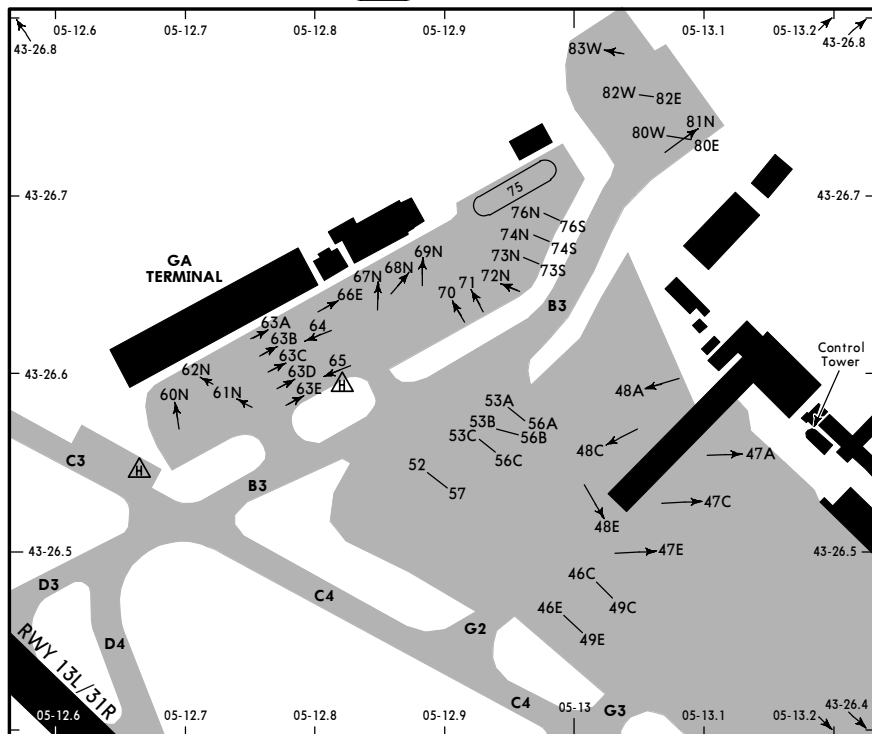 05-12.6 05-12.7 05-12.8 05-12.9 05-13.1 05-13.2
43-26.8 43-26.8
83W
82W 82E
81N
80W
80E
43-26.7 43-26.7
75
76N 76S
74N 74S
73N 73S
72N
71
70
69N
68N
67N
66E
GA
TERMINAL
B3
63A
63B
64
63C
63D
65
63E
62N
61N
60N
H
43-26.6 43-26.6
Control
Tower
48A
53A
53B 56A
53C 56B
56C
48C
47A
52
57
C3
H
B3
47C
48E
47E
43-26.5 43-26.5
46C
49C
46E
49E
D3
D4
C4
G2
RWY 13L/31R
C4
G3
05-12.6 05-12.7 05-12.8 05-12.9 05-13 05-13.1 05-13.2
43-26.4